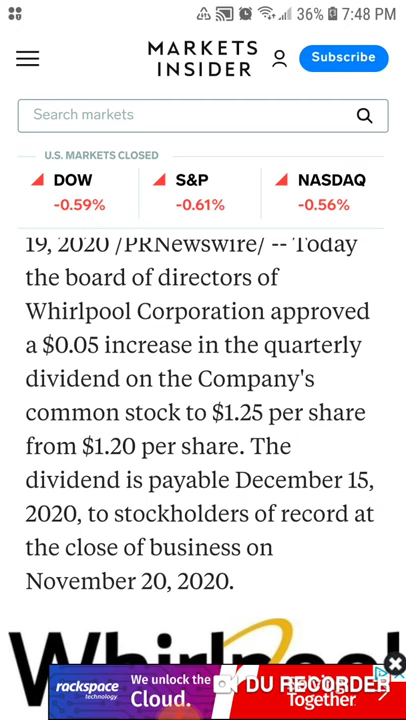 36% 7:48 PM
MARKETS
INSIDER
Subscribe
Search markets
U.S. MARKETS CLOSED
DOW S&P NASDAQ
-0.59% -0.61% -0.56%
19, 2020 /PRNewswire/ -- Today
the board of directors of
Whirlpool Corporation approved
a $0.05 increase in the quarterly
dividend on the Company's
common stock to $1.25 per share
from $1.20 per share. The
dividend is payable December 15,
2020, to stockholders of record at
the close of business on
November 20, 2020.
Whirlpool
rackspace
technology
We unlock the
Cloud.
DU RECORDER
Together.